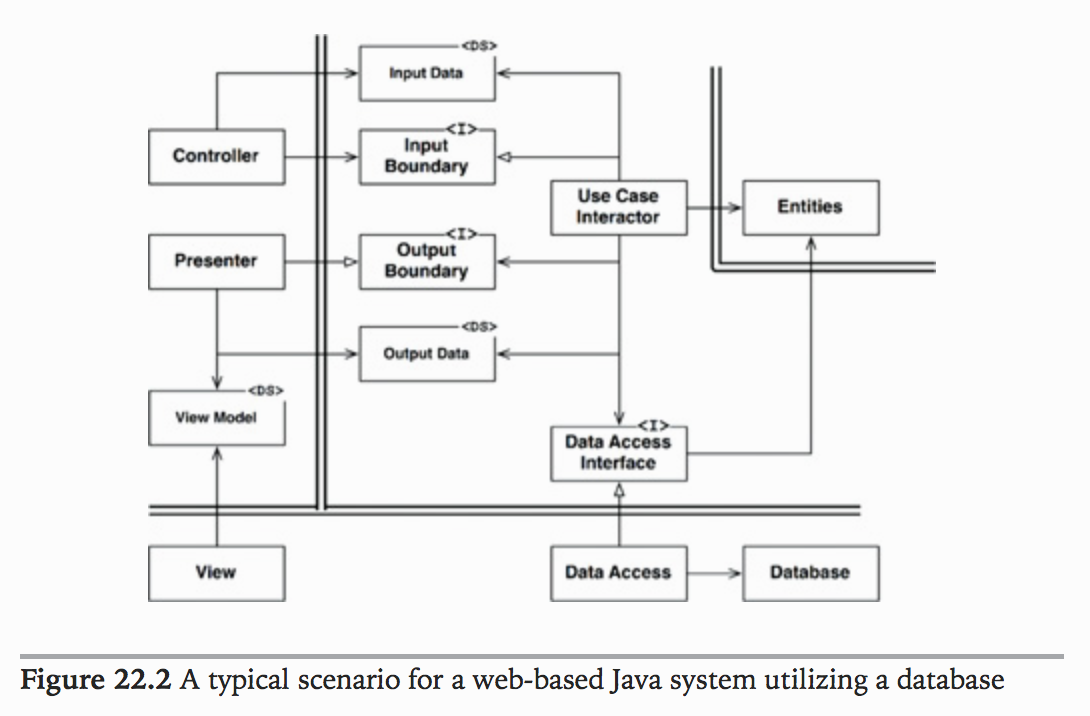 <DS>
Input Data
<I>
Controller
Input
Boundary
Use Case
Interactor
Entities
<I>
Presenter
Output
Boundary
<DS>
Output Data
<DS>
View Model
<I>
Data Access
Interface
View
Data Access
Database
Figure 22.2 A typical scenario for a web-based Java system utilizing a database